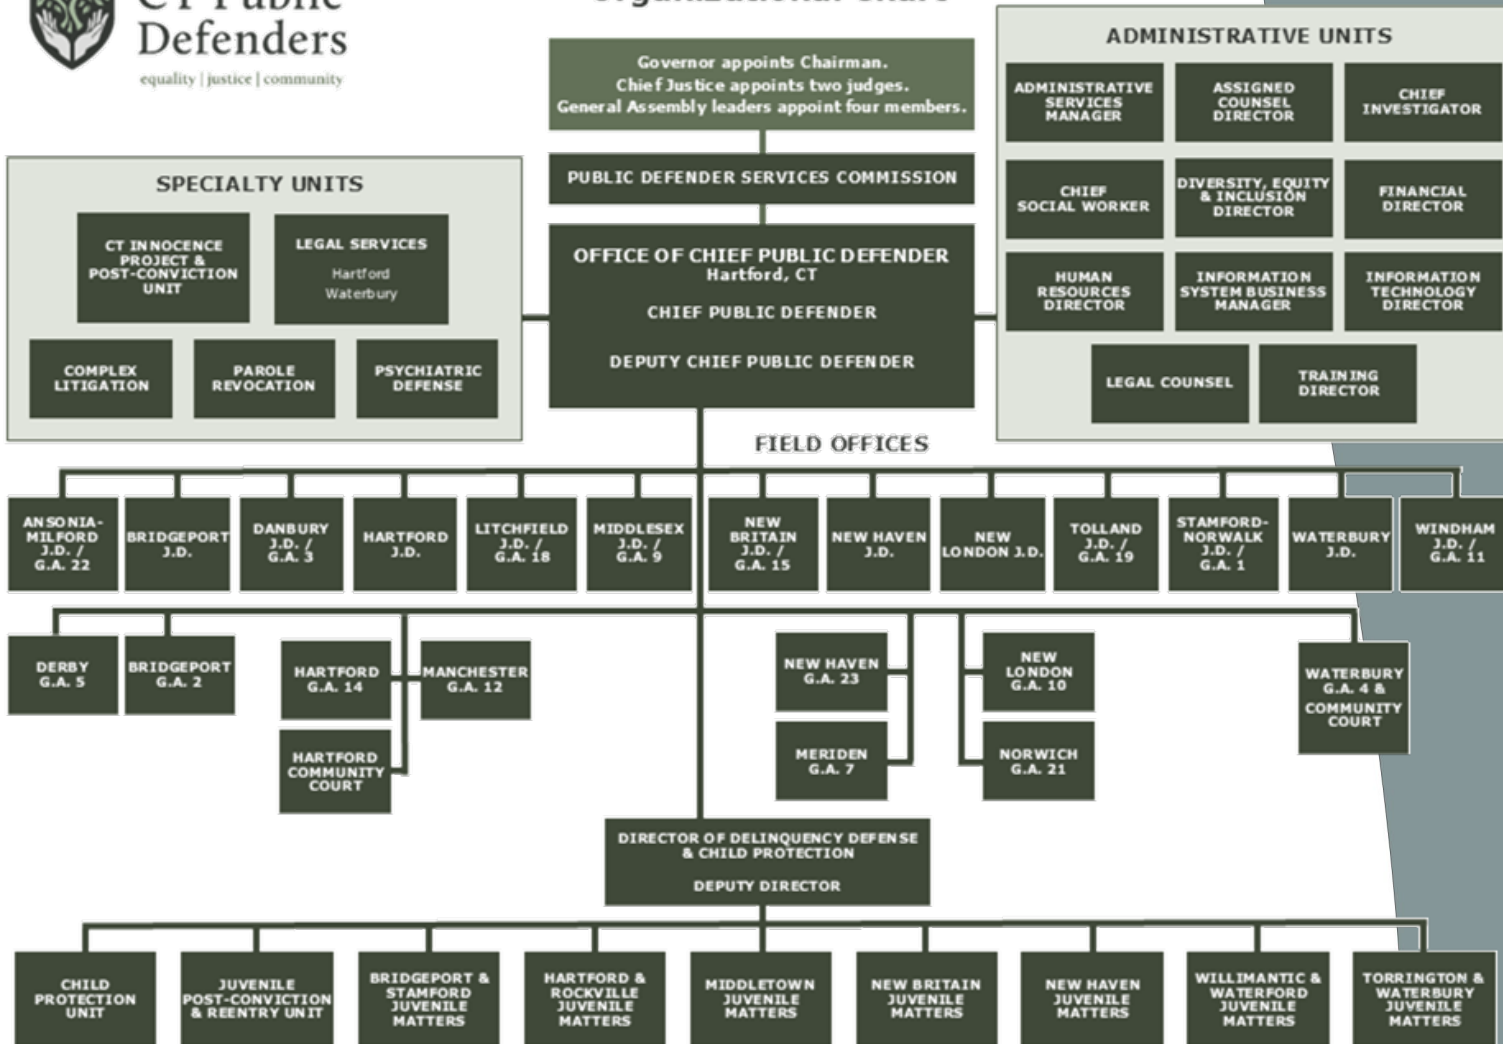 CT Public
Defenders
equality | justice | community
Organizational Chart
Governor appoints Chairman.
Chief Justice appoints two judges.
General Assembly leaders appoint four members.
PUBLIC DEFENDER SERVICES COMMISSION
OFFICE OF CHIEF PUBLIC DEFENDER
Hartford, CT
CHIEF PUBLIC DEFENDER
DEPUTY CHIEF PUBLIC DEFENDER
SPECIALTY UNITS
CT INNOCENCE
PROJECT &
POST-CONVICTION
UNIT
LEGAL SERVICES
Hartford
Waterbury
COMPLEX
LITIGATION
PAROLE
REVOCATION
PSYCHIATRIC
DEFENSE
ADMINISTRATIVE UNITS
ADMINISTRATIVE
SERVICES
MANAGER
ASSIGNED
COUNSEL
DIRECTOR
CHIEF
INVESTIGATOR
CHIEF
SOCIAL WORKER
DIVERSITY, EQUITY
& INCLUSION
DIRECTOR
FINANCIAL
DIRECTOR
HUMAN
RESOURCES
DIRECTOR
INFORMATION
SYSTEM BUSINESS
MANAGER
INFORMATION
TECHNOLOGY
DIRECTOR
LEGAL COUNSEL
TRAINING
DIRECTOR
FIELD OFFICES
ANSONIA-
MILFORD
J.D. /
G.A. 22
BRIDGEPORT
J.D.
DANBURY
J.D. /
G.A. 3
HARTFORD
J.D.
LITCHFIELD
J.D. /
G.A. 18
MIDDLESEX
J.D. /
G.A. 9
NEW
BRITAIN
J.D. /
G.A. 15
NEW HAVEN
J.D.
NEW
LONDON J.D.
TOLLAND
J.D. /
G.A. 19
STAMFORD-
NORWALK
J.D. /
G.A. 1
WATERBURY
J.D.
WINDHAM
J.D. /
G.A. 11
DERBY
G.A. 5
BRIDGEPORT
G.A. 2
HARTFORD
G.A. 14
MANCHESTER
G.A. 12
HARTFORD
COMMUNITY
COURT
NEW HAVEN
G.A. 23
MERIDEN
G.A. 7
NEW
LONDON
G.A. 10
NORWICH
G.A. 21
WATERBURY
G.A. 4 &
COMMUNITY
COURT
DIRECTOR OF DELINQUENCY DEFENSE
& CHILD PROTECTION
DEPUTY DIRECTOR
CHILD
PROTECTION
UNIT
JUVENILE
POST-CONVICTION
& REENTRY UNIT
BRIDGEPORT &
STAMFORD
JUVENILE
MATTERS
HARTFORD &
ROCKVILLE
JUVENILE
MATTERS
MIDDLETOWN
JUVENILE
MATTERS
NEW BRITAIN
JUVENILE
MATTERS
NEW HAVEN
JUVENILE
MATTERS
WILLIMANTIC &
WATERFORD
JUVENILE
MATTERS
TORRINGTON &
WATERBURY
JUVENILE
MATTERS